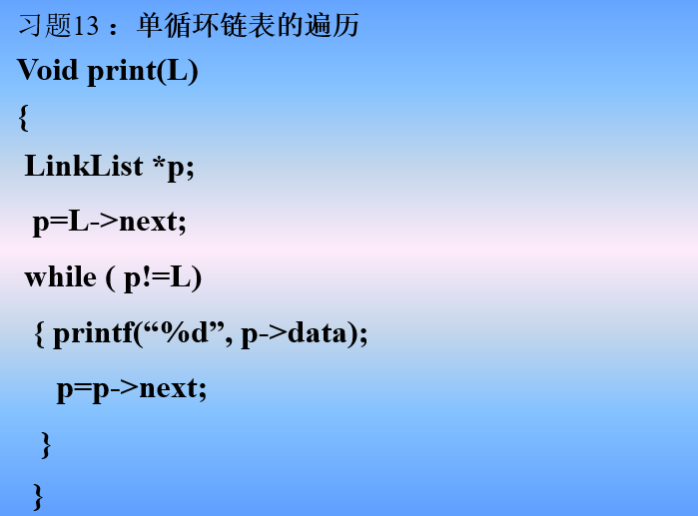 习题13：单循环链表的遍历
Void print(L)
{
LinkList *p;
p=L->next;
while ( p!=L)
{ printf(“%d”, p->data);
p=p->next;
}
}